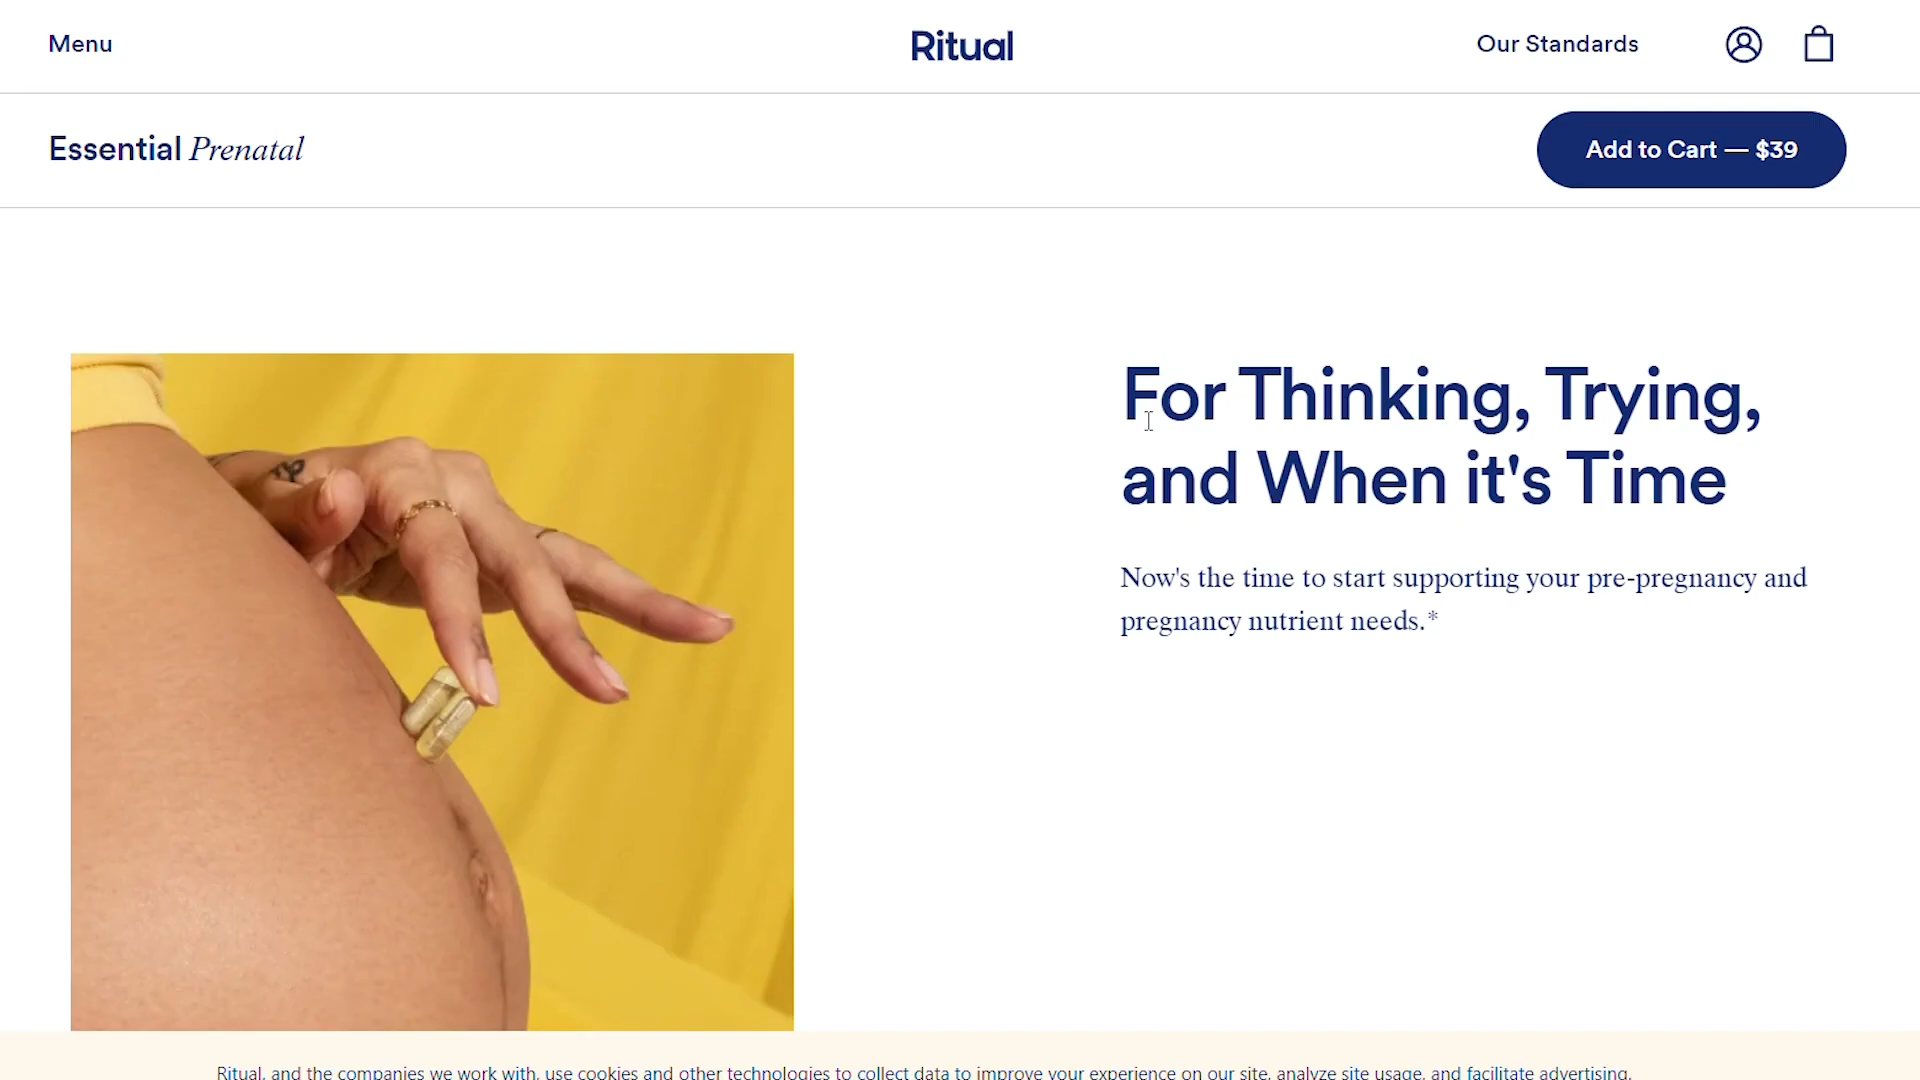 Menu
Ritual
Our Standards
Essential Prenatal
Add to Cart — $39
For Thinking, Trying,
and When it's Time
Now's the time to start supporting your pre-pregnancy and
pregnancy nutrient needs.*
Ritual, and the companies we work with, use cookies and other technologies to collect data to improve your experience on our site, analyze site usage, and facilitate advertising.